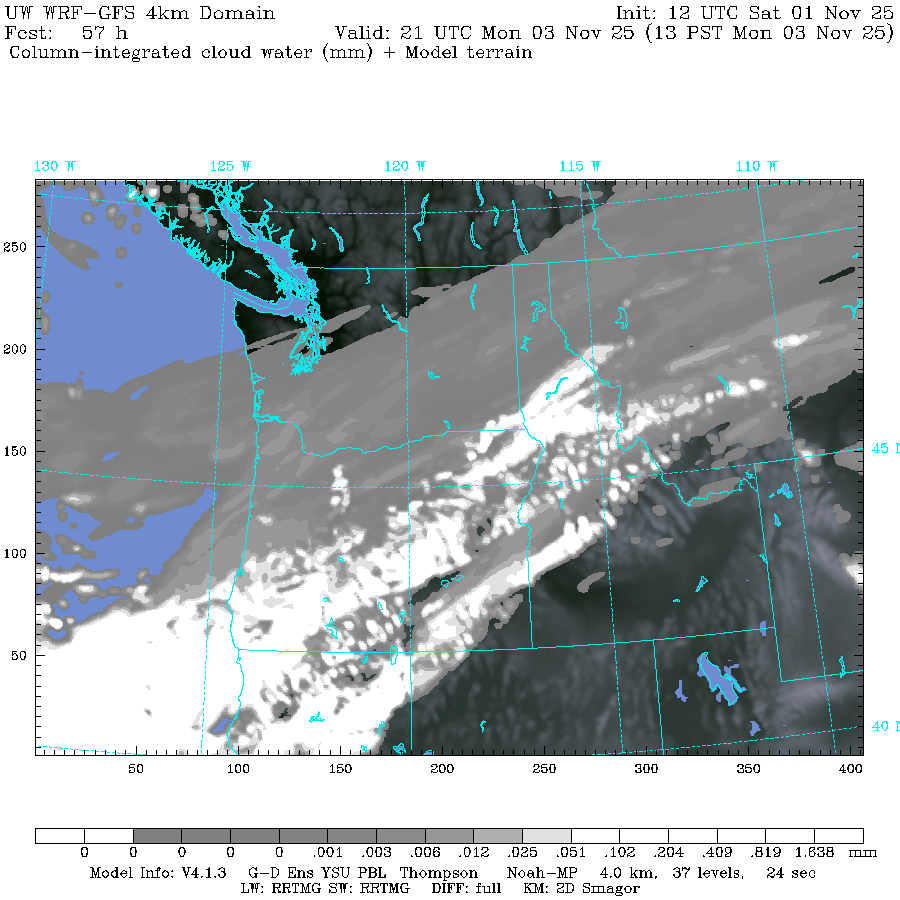 UW WRF-GFS 4km Domain Init: 12 UTC Sat 01 Nov 25
Fcst: 57 h Valid: 21 UTC Mon 03 Nov 25 (13 PST Mon 03 Nov 25)
Column-integrated cloud water (mm) + Model terrain
130 W 125 W 120 W 115 W 110 W
250
200
150
45 N
100
50
40 N
50 100 150 200 250 300 350 400
0 0 0 0 0 .001 .003 .006 .012 .025 .051 .102 .204 .409 .819 1.638 mm
Model Info: V4.1.3 G-D Ens YSU PBL Thompson Noah-MP 4.0 km, 37 levels, 24 sec
LW: RRTMG SW: RRTMG DIFF: full KM: 2D Smagor